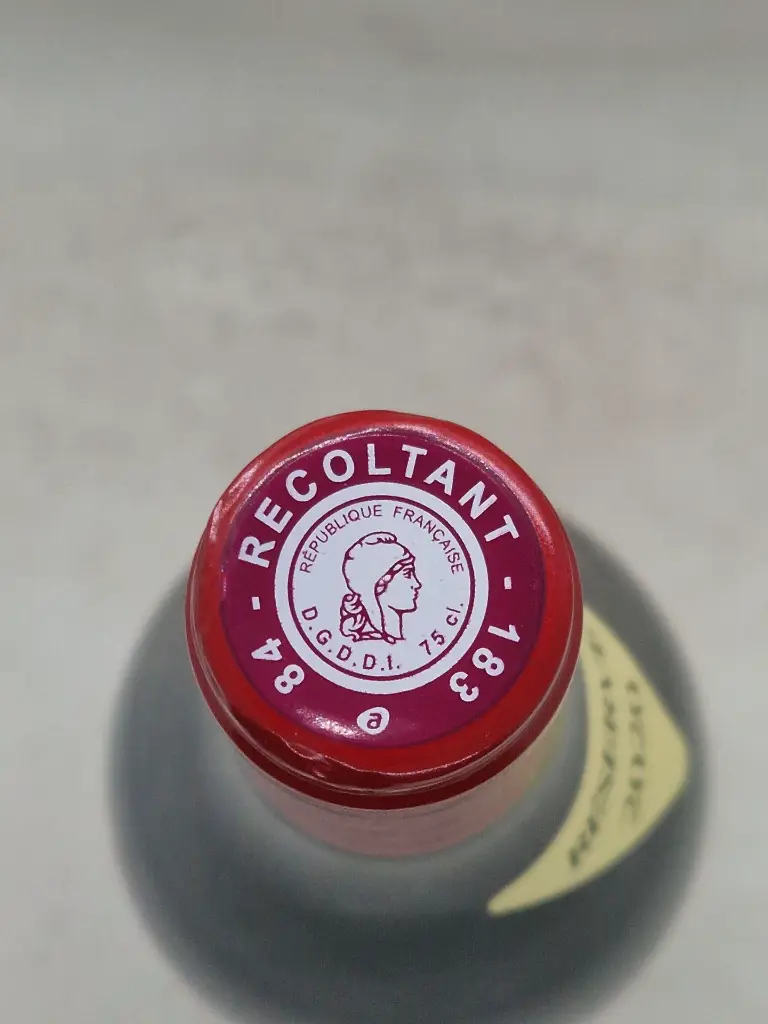 RECOLTANT
84 - - 183
RÉPUBLIQUE FRANÇAISE
D.G.D.D.I. 75 cl.
a